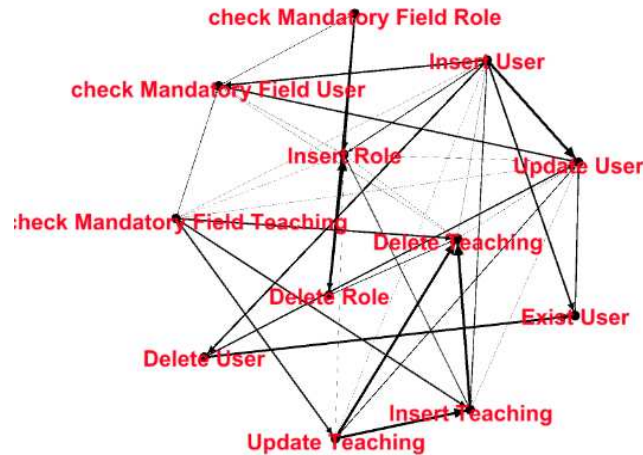 check Mandatory Field Role
Insert User
check Mandatory Field User
Insert Role
Update User
check Mandatory Field Teaching
Delete Teaching
Delete Role
Exist User
Delete User
Insert Teaching
Update Teaching